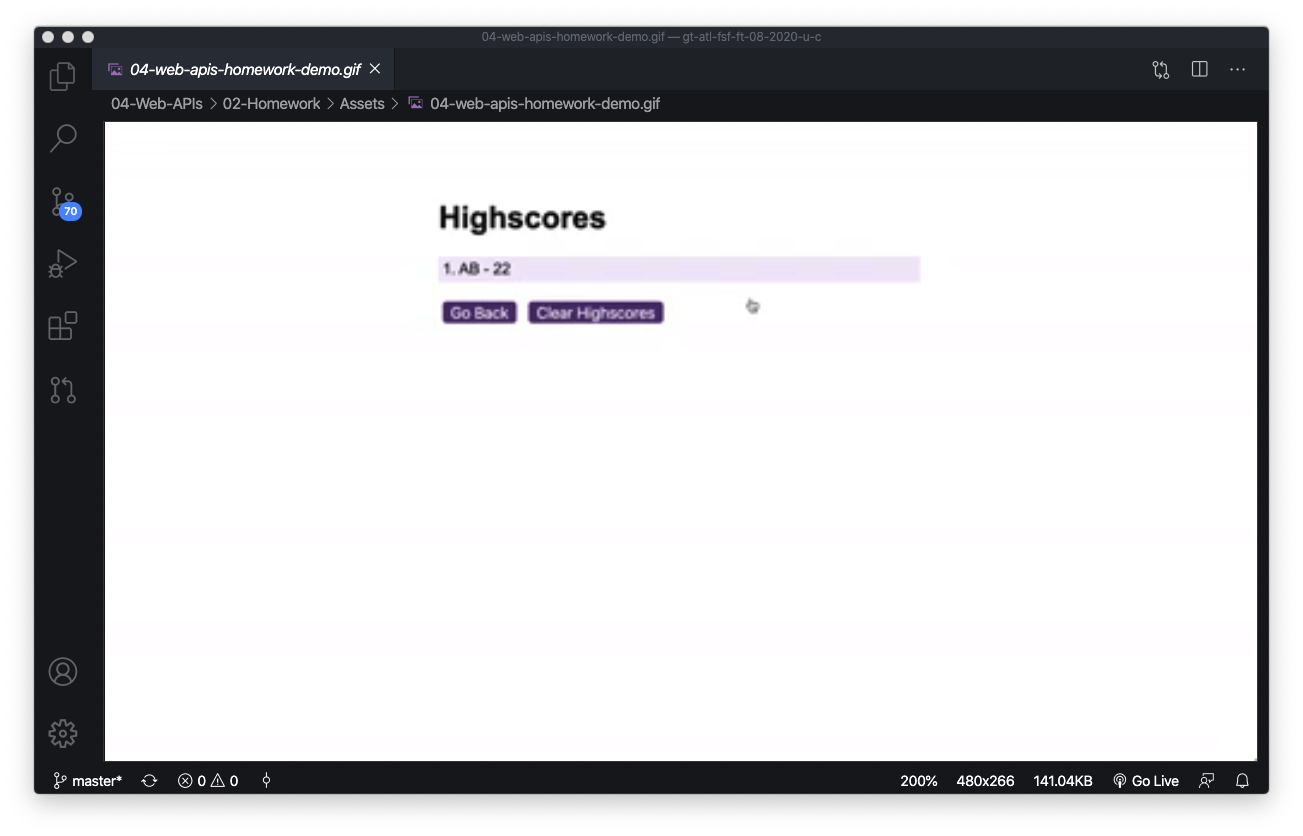 04-web-apis-homework-demo.gif — gt-atl-fsf-ft-08-2020-u-c
04-web-apis-homework-demo.gif
04-Web-APIs > 02-Homework > Assets > 04-web-apis-homework-demo.gif
70
Highscores
1. AB - 22
Go Back Clear Highscores
master* 0 0 200% 480x266 141.04KB Go Live